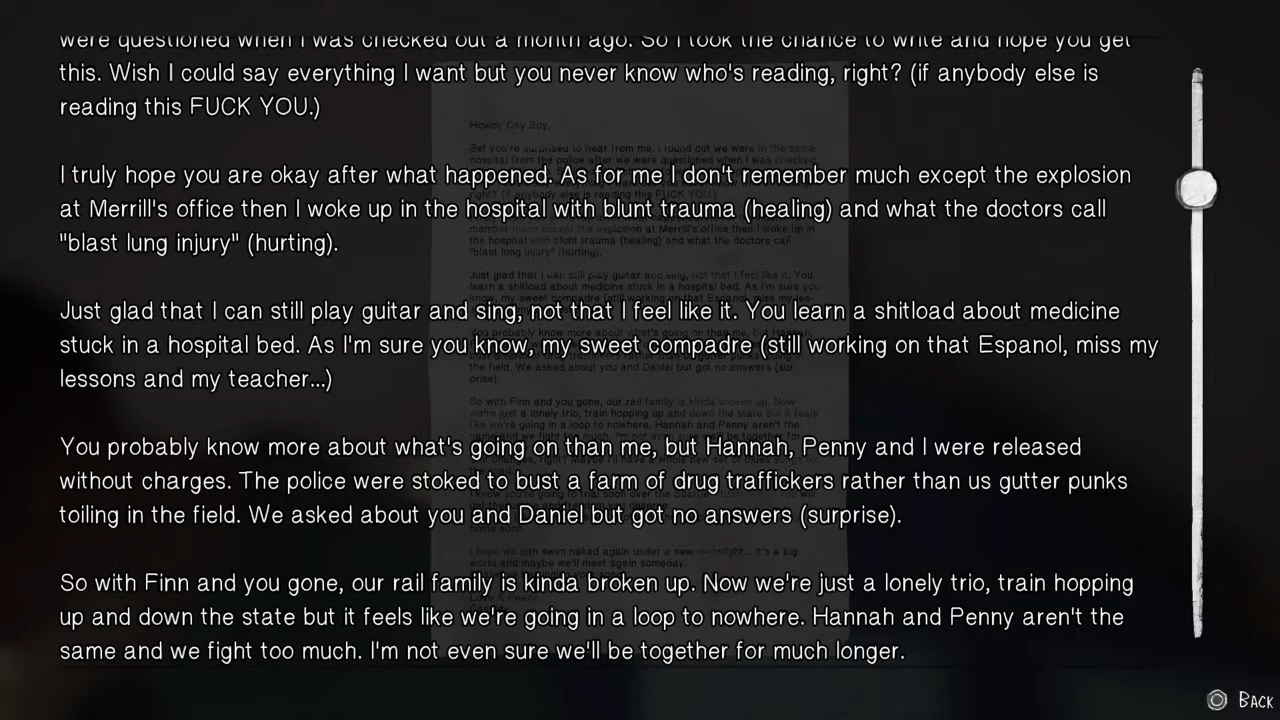 were questioned when I was checked out a month ago. So I took the chance to write and hope you get
this. Wish I could say everything I want but you never know who's reading, right? (if anybody else is
reading this FUCK YOU.)
I truly hope you are okay after what happened. As for me I don't remember much except the explosion
at Merrill's office then I woke up in the hospital with blunt trauma (healing) and what the doctors call
"blast lung injury" (hurting).
Just glad that I can still play guitar and sing, not that I feel like it. You learn a shitload about medicine
stuck in a hospital bed. As I'm sure you know, my sweet compadre (still working on that Espanol, miss my
lessons and my teacher...)
You probably know more about what's going on than me, but Hannah, Penny and I were released
without charges. The police were stoked to bust a farm of drug traffickers rather than us gutter punks
toiling in the field. We asked about you and Daniel but got no answers (surprise).
So with Finn and you gone, our rail family is kinda broken up. Now we're just a lonely trio, train hopping
up and down the state but it feels like we're going in a loop to nowhere. Hannah and Penny aren't the
same and we fight too much. I'm not even sure we'll be together for much longer.
Back